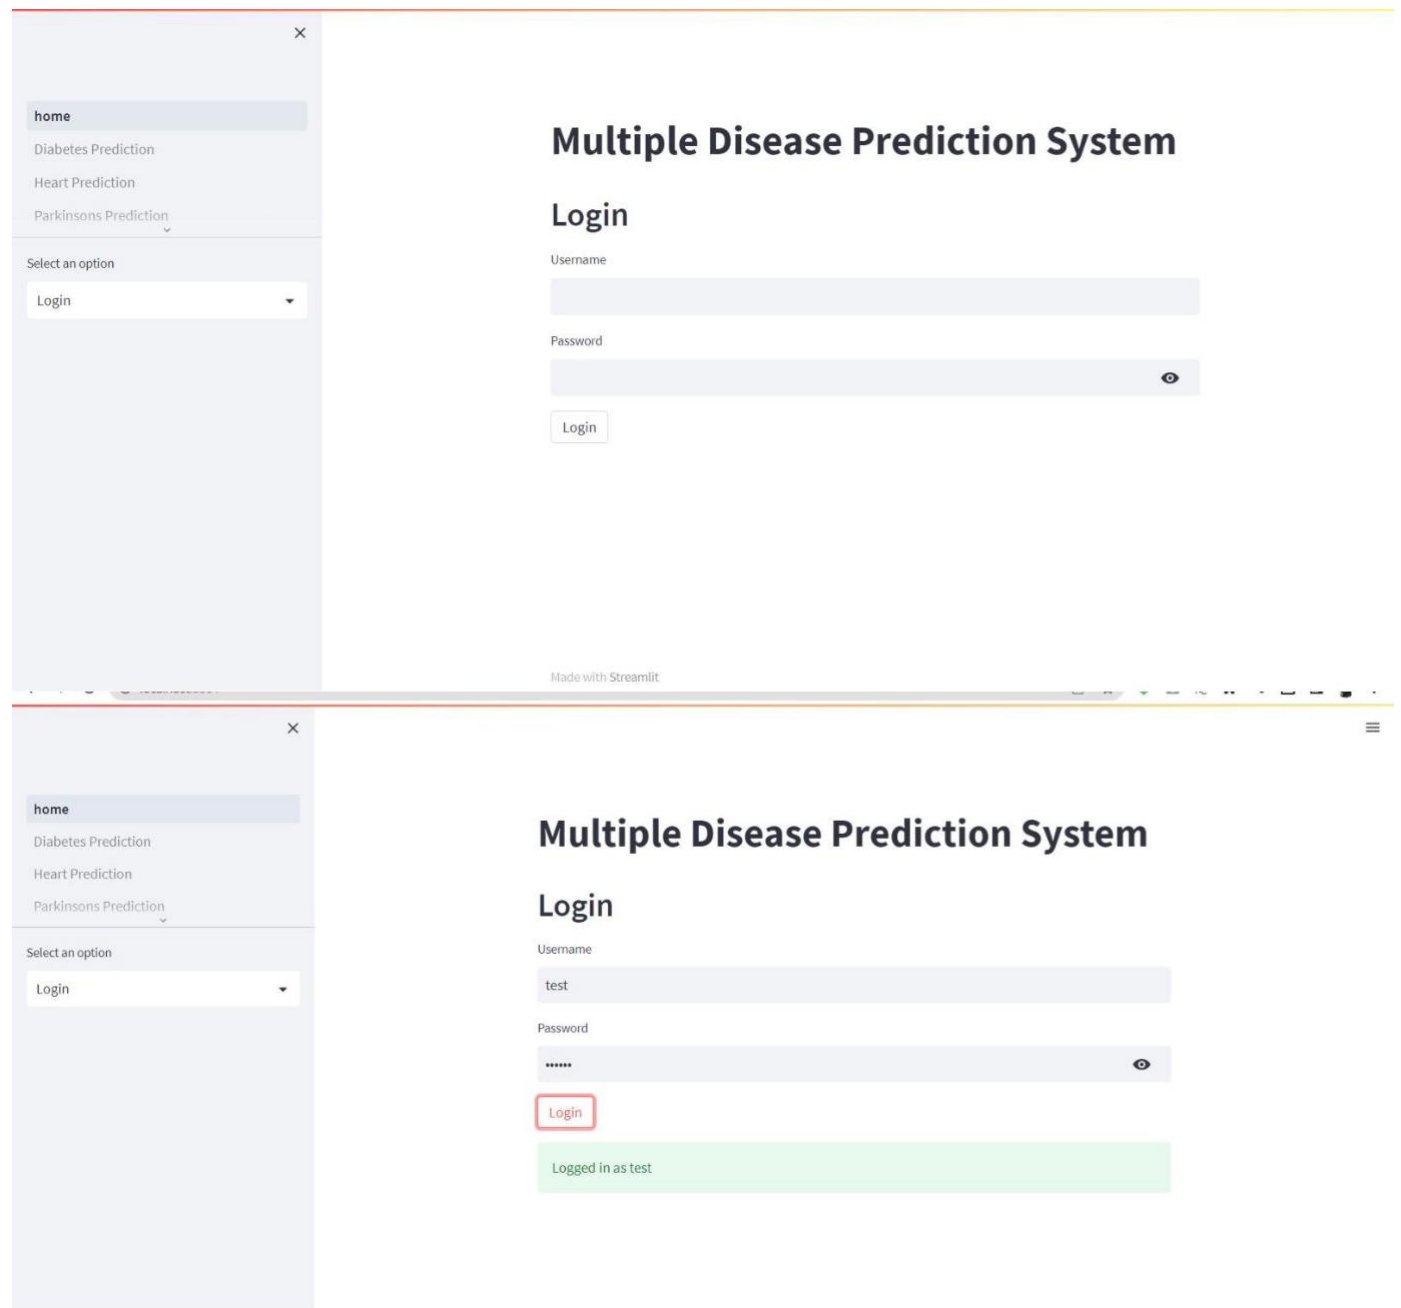 home
Diabetes Prediction
Heart Prediction
Parkinsons Prediction
Select an option
Login
Multiple Disease Prediction System
Login
Username
Password
Login
Made with Streamlit
home
Diabetes Prediction
Heart Prediction
Parkinsons Prediction
Select an option
Login
Multiple Disease Prediction System
Login
Username
test
Password
••••••
Login
Logged in as test